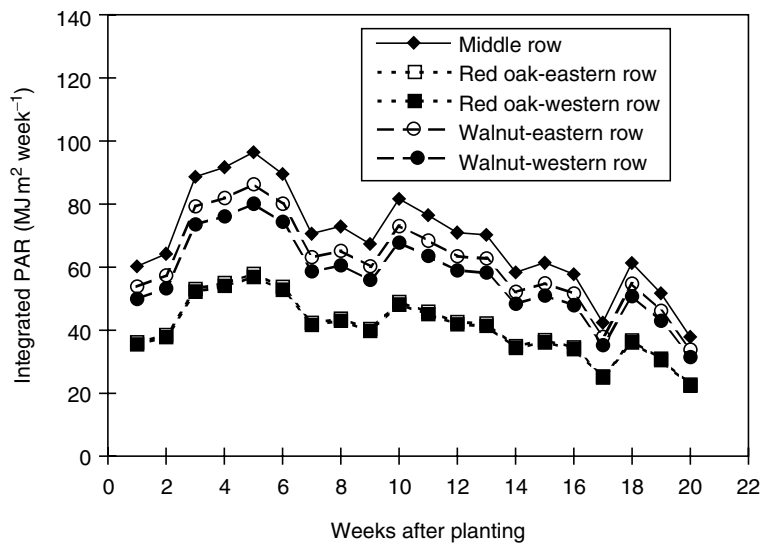 140
120
100
80
60
40
20
0
Integrated PAR (MJ m² week⁻¹)
Middle row
Red oak-eastern row
Red oak-western row
Walnut-eastern row
Walnut-western row
0 2 4 6 8 10 12 14 16 18 20 22
Weeks after planting